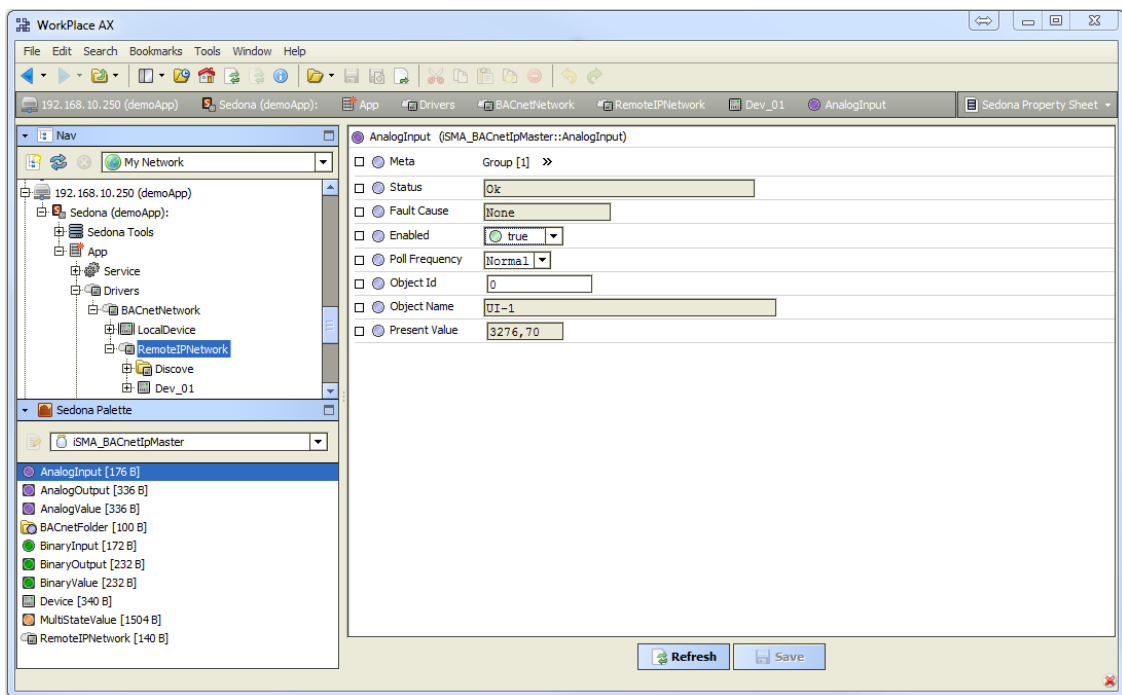 WorkPlace AX
File Edit Search Bookmarks Tools Window Help
192.168.10.250 (demoApp) Sedona (demoApp): App Drivers BACnetNetwork RemoteIPNetwork Dev_01 AnalogInput Sedona Property Sheet
Nav
My Network
192.168.10.250 (demoApp)
Sedona (demoApp):
Sedona Tools
App
Service
Drivers
BACnetNetwork
LocalDevice
RemoteIPNetwork
Discove
Dev_01
Sedona Palette
iSMA_BACnetIpMaster
AnalogInput [176 B]
AnalogOutput [336 B]
AnalogValue [336 B]
BACnetFolder [100 B]
BinaryInput [172 B]
BinaryOutput [232 B]
BinaryValue [232 B]
Device [340 B]
MultiStateValue [1504 B]
RemoteIPNetwork [140 B]
AnalogInput (iSMA_BACnetIpMaster::AnalogInput)
Meta Group [1] »
Status Ok
Fault Cause None
Enabled true
Poll Frequency Normal
Object Id 0
Object Name UI-1
Present Value 3276,70
Refresh Save